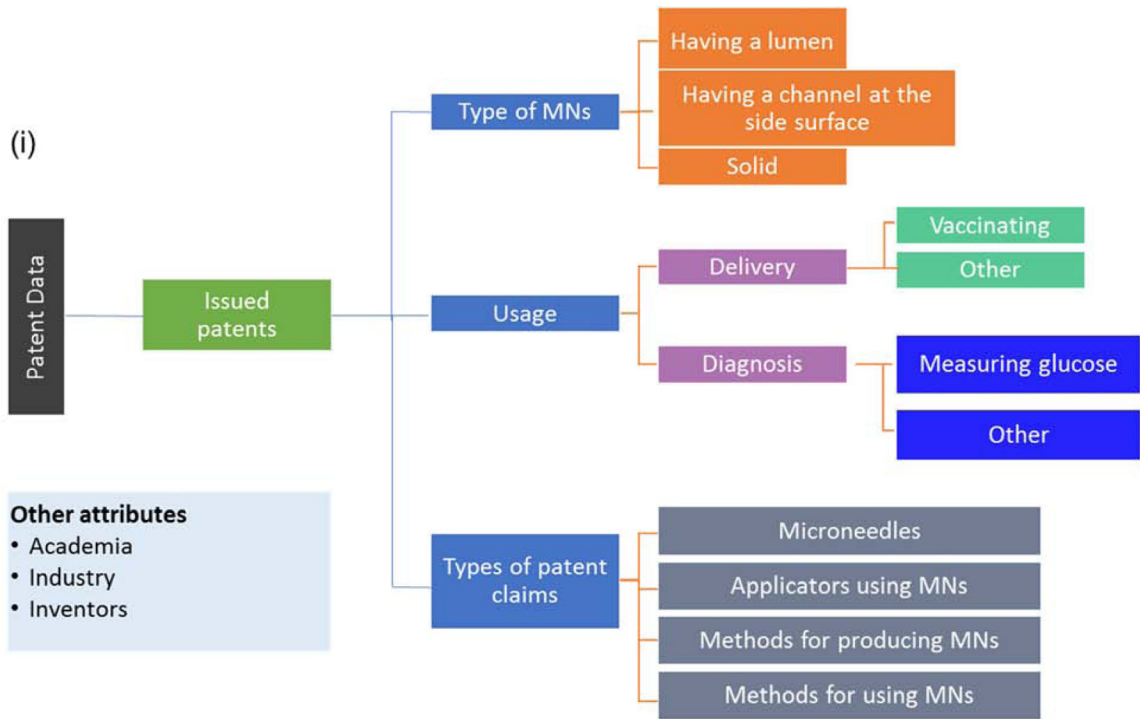 (i)
Patent Data
Issued
patents
Type of MNs
Having a lumen
Having a channel at the
side surface
Solid
Usage
Delivery
Vaccinating
Other
Diagnosis
Measuring glucose
Other
Types of patent
claims
Microneedles
Applicators using MNs
Methods for producing MNs
Methods for using MNs
Other attributes
• Academia
• Industry
• Inventors